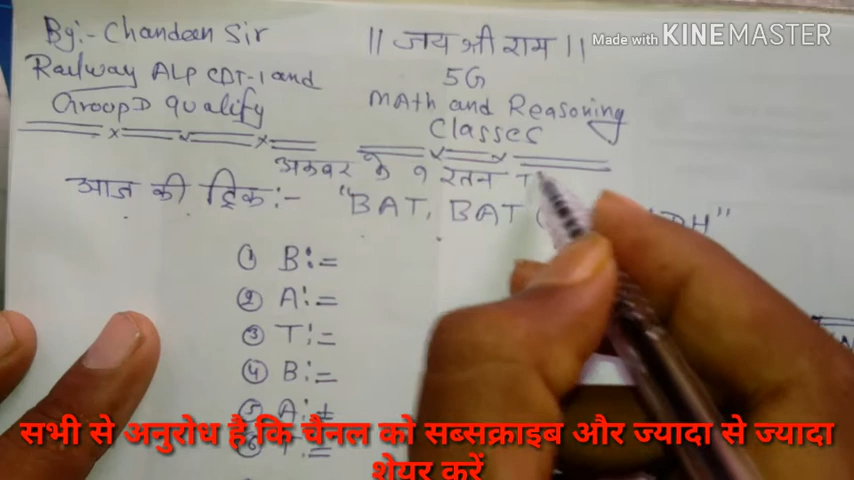 By:- Chandan Sir
Railway ALP CBT-1 and
Group D qualify
|| जय श्री राम ||
5G
Math and Reasoning
Classes
Made with KINEMASTER
अकबर के 9 रतन
आज की ट्रिक:- "BAT, BAT
① B:=
② A:=
③ T:=
④ B:=
⑤ A:=
⑥ T:=
सभी से अनुरोध है कि चैनल को सब्सक्राइब और ज्यादा से ज्यादा
शेयर करें